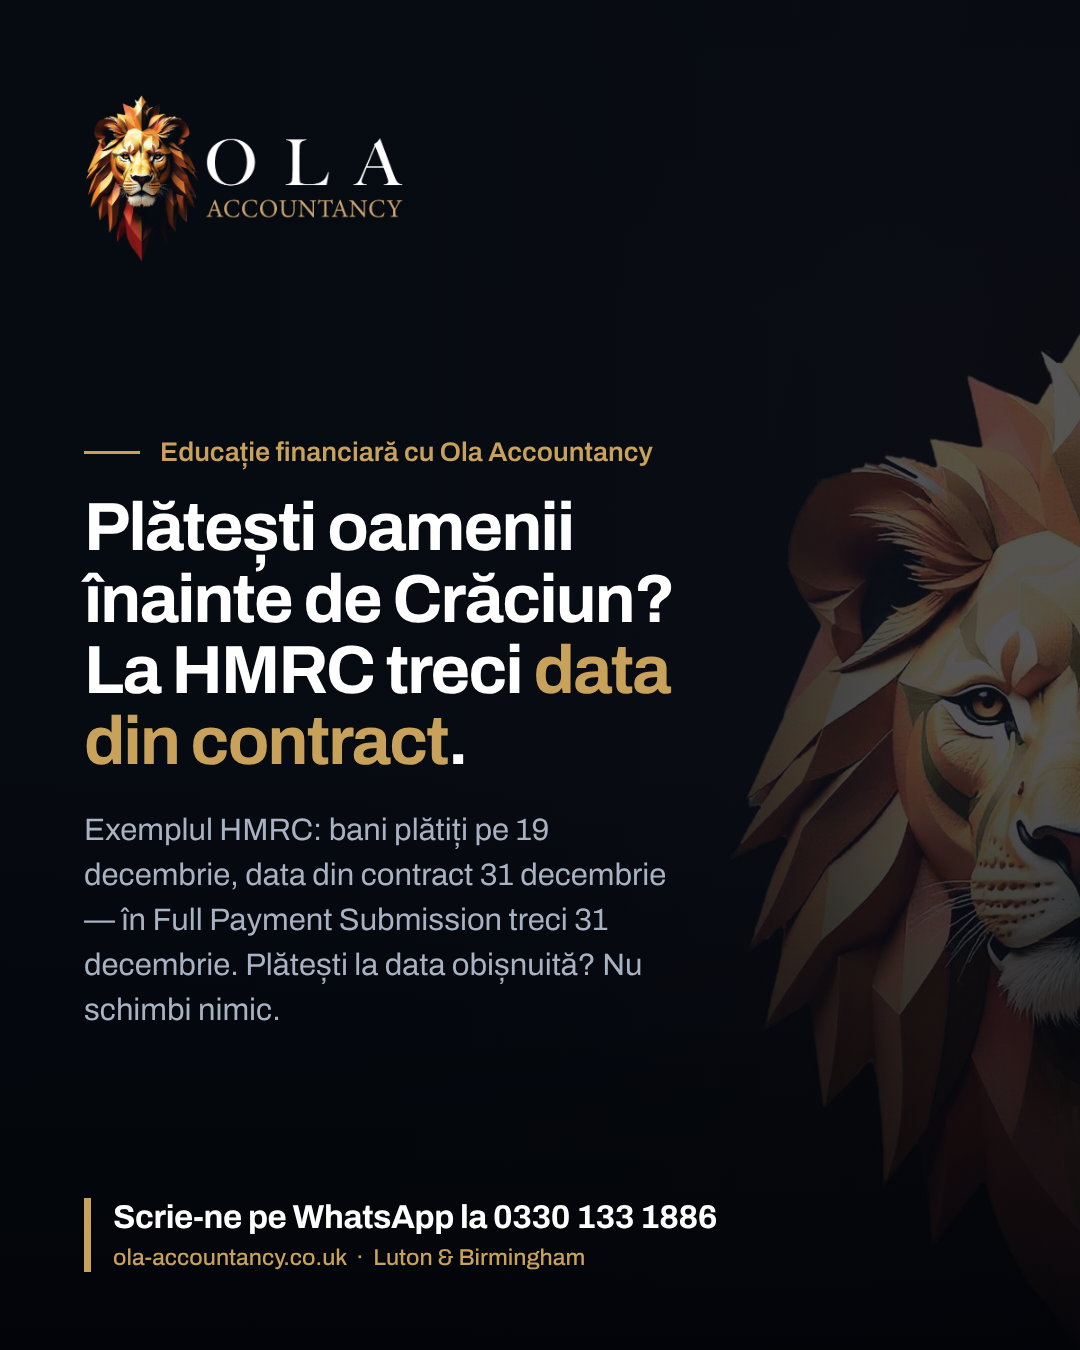 OLA
ACCOUNTANCY
Educație financiară cu Ola Accountancy
Plătești oamenii
înainte de Crăciun?
La HMRC treci data
din contract.
Exemplul HMRC: bani plătiți pe 19
decembrie, data din contract 31 decembrie
— în Full Payment Submission treci 31
decembrie. Plătești la data obișnuită? Nu
schimbi nimic.
Scrie-ne pe WhatsApp la 0330 133 1886
ola-accountancy.co.uk · Luton & Birmingham